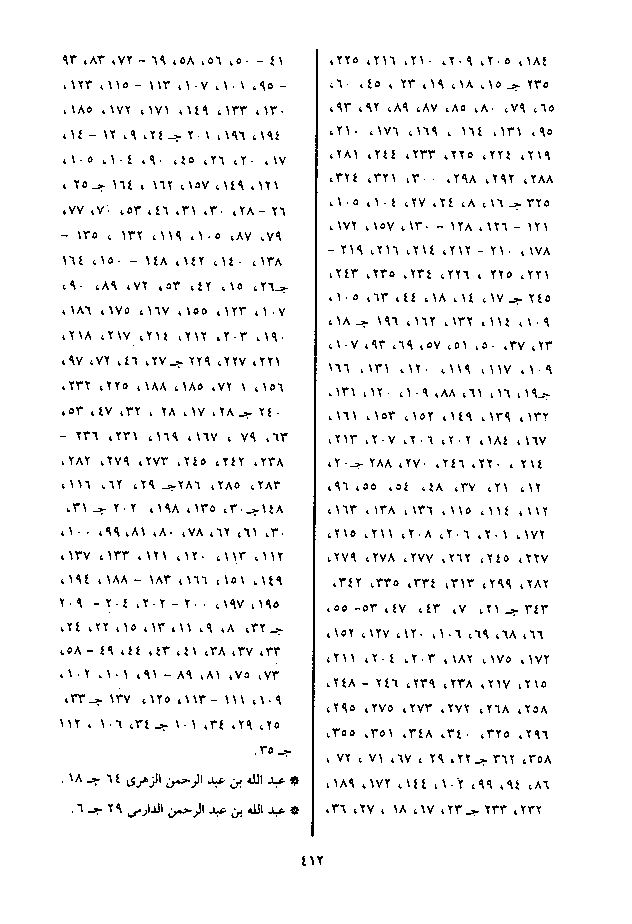 ١٨٤، ٢٠٥، ٢٠٩، ٢١٠، ٢١٦، ٢٢٥،
٢٣٥ جـ ١٥، ١٨، ١٩، ٢٣ ، ٤٥، ٦٠،
٦٥، ٧٩، ٨٠، ٨٥، ٨٧، ٨٩، ٩٢، ٩٣،
٩٥، ١٣١، ١٦٤ ، ١٦٩، ١٧٦، ٢١٠،
٢١٩، ٢٢٤، ٢٢٥، ٢٣٣، ٢٤٤، ٢٨١،
٢٨٨، ٢٩٢، ٢٩٨، ٣٠٠، ٣٢١، ٣٢٤،
٣٢٥ جـ ١٦، ٨، ٢٤، ٢٧، ١٠٤، ١٠٥،
١٢١ – ١٢٦، ١٢٨ – ١٣٠، ١٥٧، ١٧٢،
١٧٨، ٢١٠ – ٢١٢، ٢١٤، ٢١٦، ٢١٩ –
٢٢١، ٢٢٥ ، ٢٢٦، ٢٣٤، ٢٣٥، ٢٤٣،
٢٤٥ جـ ١٧، ١٤، ١٨، ٤٤، ٦٣، ١٠٥،
١٠٩، ١١٤، ١٣٢، ١٦٢، ١٩٦ جـ ١٨،
٢٣، ٣٧، ٥٠، ٥١، ٥٧، ٦٩، ٩٣، ١٠٧،
١٠٩، ١١٧، ١١٩، ١٢٠، ١٣١، ١٦٦
جـ١٩، ١٦، ٦١، ٨٨، ١٠٩، ١٢٠، ١٣١،
١٣٢، ١٣٩، ١٤٩، ١٥٢، ١٥٣، ١٦١،
١٦٧، ١٨٤، ٢٠٢، ٢٠٦، ٢٠٧، ٢١٣،
٢١٤ ، ٢٢٠، ٢٤٦، ٢٧٠، ٢٨٨ جـ٢٠،
١٢، ٢١، ٣٧، ٤٨، ٥٤، ٥٥، ٩٦،
١١٢، ١١٤، ١١٥، ١٣٦، ١٣٨، ١٦٣،
١٧٢، ٢٠١، ٢٠٦، ٢٠٨، ٢١١، ٢١٥،
٢٢٧، ٢٤٥، ٢٦٢، ٢٧٧، ٢٧٨، ٢٧٩،
٢٨٢، ٢٩٩، ٣١٣، ٣٣٤، ٣٣٥، ٣٤٢،
٣٤٣ جـ ٢١، ٧، ٤٣، ٤٧، ٥٣– ٥٥،
٦٦، ٦٨، ٦٩، ١٠٦، ١٢٠، ١٢٧، ١٥٢،
١٧٢، ١٧٥، ١٨٢، ٢٠٣، ٢٠٤، ٢١١،
٢١٥، ٢١٧، ٢٣٨، ٢٣٩، ٢٤٦ – ٢٤٨،
٢٥٨، ٢٦٨، ٢٧٢، ٢٧٣، ٢٧٥، ٢٩٥،
٢٩٦، ٣٢٥، ٣٤٠، ٣٤٨، ٣٥١، ٣٥٥،
٣٥٨، ٣٦٢ جـ ٢٢، ٢٩ ، ٦٧، ٧١ ، ٧٢ ،
٨٦، ٩٤، ٩٩، ١٠٢، ١٤٤، ١٧٢، ١٨٩،
٢٣٢، ٢٣٣ جـ ٢٣، ٦٧، ١٨ ، ٢٧، ٣٦،
٤١ – ٥٠، ٥٦، ٥٨، ٦٩ – ٧٢، ٨٣، ٩٣
– ٩٥، ١٠١، ١٠٧، ١١٣ – ١١٥، ١٢٣،
١٣٠، ١٣٣، ١٤٩، ١٧١، ١٧٢، ١٨٥،
١٩٤، ١٩٦، ٢٠١ جـ ٢٤، ٩، ١٢ – ١٤،
١٧، ٢٠، ٢٦، ٤٥، ٩٠، ١٠٤، ١٠٥،
١٢١، ١٤٩، ١٥٧، ١٦٢ ، ١٦٤ جـ ٢٥ ،
٢٦ – ٢٨، ٣٠، ٣١، ٤٦، ٥٣، ٧٠، ٧٧،
٧٩، ٨٧، ١٠٥، ١١٩، ١٣٢ ، ١٣٥ –
١٣٨، ١٤٠، ١٤٢، ١٤٨ – ١٥٠، ١٦٤
جـ٢٦، ١٥، ٤٢، ٥٣، ٧٢، ٨٩، ٩٠،
١٠٧، ١٢٣، ١٥٥، ١٦٧، ١٧٥، ١٨٦،
١٩٠، ٢٠٣، ٢١٢، ٢١٤، ٢١٧، ٢١٨،
٢٢١، ٢٢٧، ٢٢٩ جـ ٢٧، ٤٦، ٧٢، ٩٧،
١٥٦، ١ ٧٢، ١٨٥، ١٨٨، ٢٢٥، ٢٣٢،
٢٤٠ جـ ٢٨، ١٧، ٢٨ ، ٣٢، ٤٧، ٥٣،
٦٣، ٧٩ ، ١٦٧، ١٦٩، ٢٣١، ٢٣٦ –
٢٣٨، ٢٤٢، ٢٤٥، ٢٧٣، ٢٧٩، ٢٨٢،
٢٨٣، ٢٨٥، ٢٨٦جـ ٢٩، ٦٢، ١١٦،
١٤٨جـ٣٠، ١٣٥، ١٩٨، ٢٠٢ جـ ٣١،
٣٠، ٦١، ٦٢، ٧٨، ٨٠، ٨١، ٩٩، ١٠٠،
١١٢، ١١٣، ١٢٠، ١٢١، ١٣٣، ١٣٧،
١٤٩، ١٥١، ١٦٦، ١٨٣ – ١٨٨، ١٩٤،
١٩٥، ١٩٧، ٢٠٠ – ٢٠٢، ٢٠٤ – ٢٠٩
جـ ٣٢، ٨، ٩، ١١، ١٣، ١٥، ٢٢، ٢٤،
٣٣، ٣٧، ٣٨، ٤١، ٤٣، ٤٤، ٤٩ – ٥٨،
٧٣، ٧٥، ٨١، ٨٩ – ٩١، ١٠١، ١٠٢،
١٠٩، ١١١ – ١١٣، ١٢٥، ١٣٧ جـ ٣٣،
٢٥، ٢٩، ٣٤، ١٠١ جـ ٣٤، ١٠٦ ، ١١٢
جـ ٣٥.
* عبد الله بن عبد الرحمن الزهرى ٦٤ جـ ١٨ .
* عبد الله بن عبد الرحمن الدارمي ٢٩ جـ ٦.
٤١٢